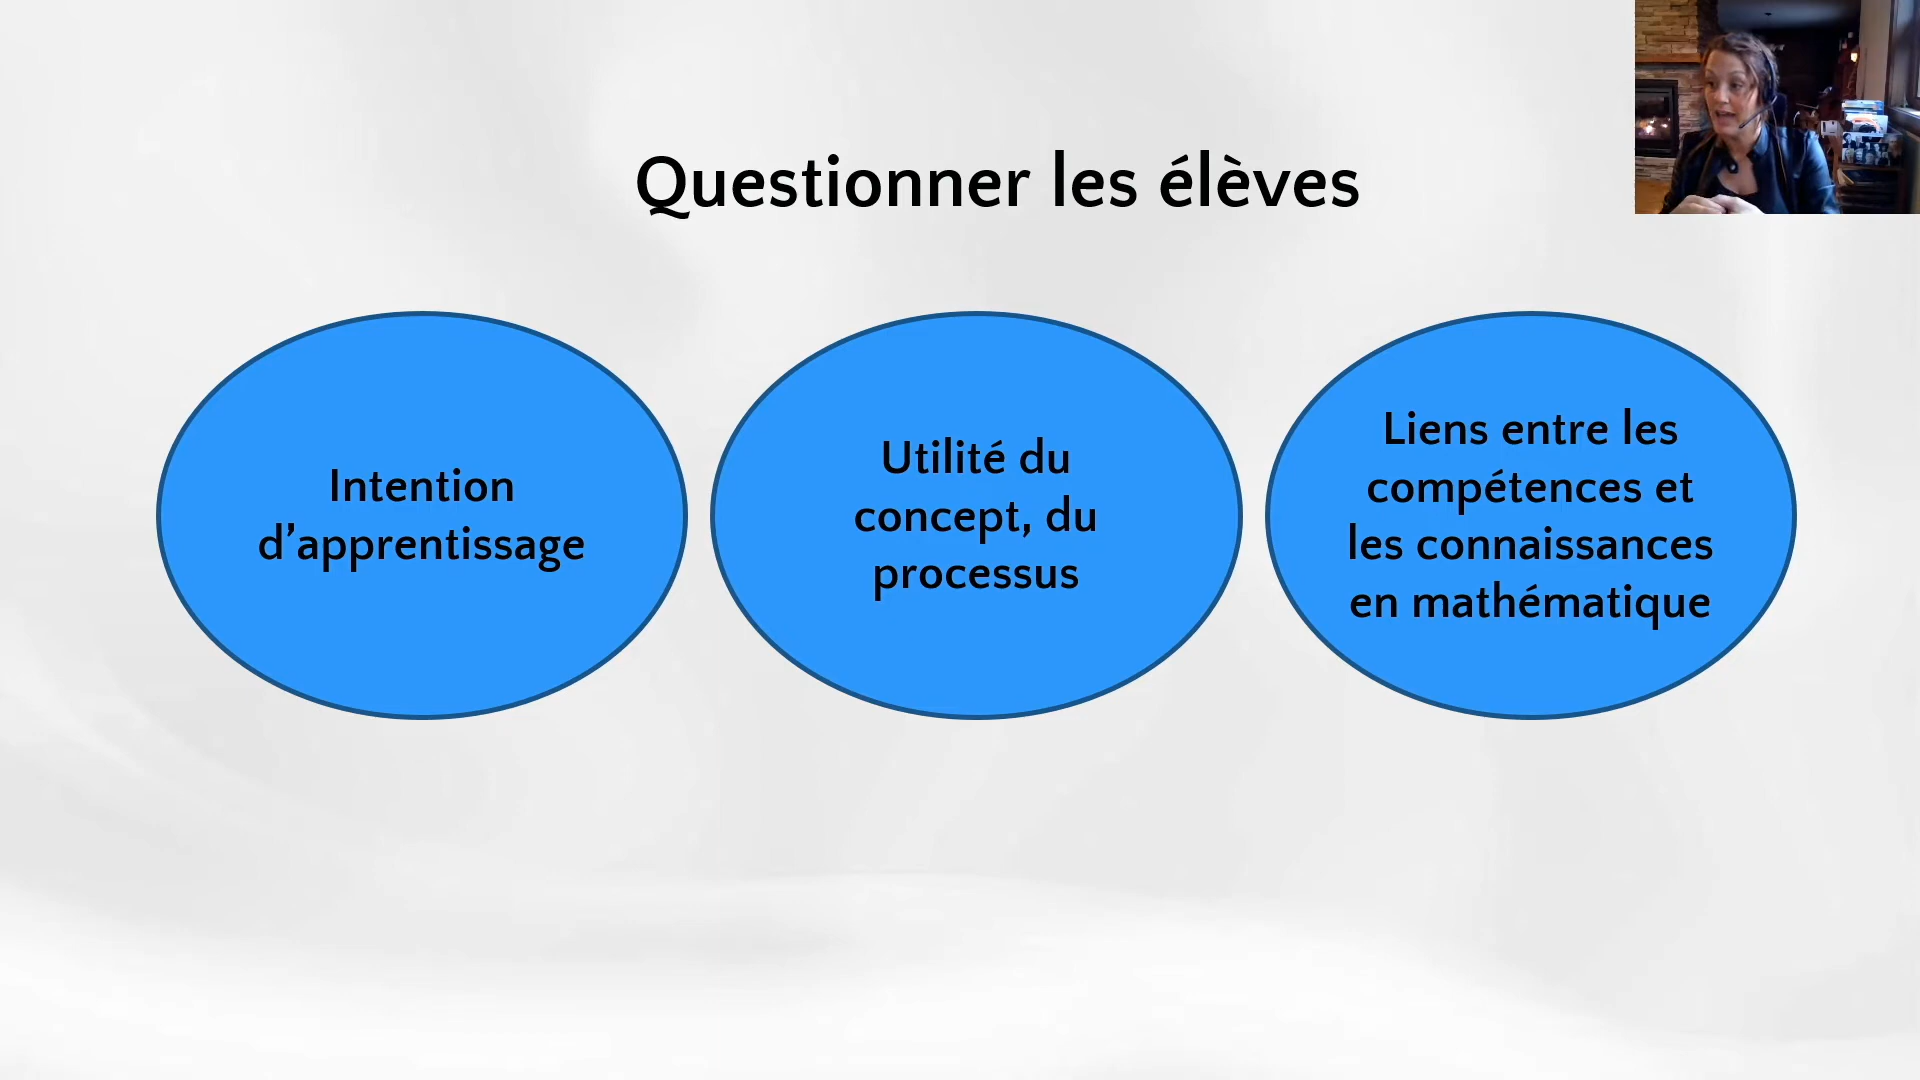 Questionner les élèves
Intention
d’apprentissage
Utilité du
concept, du
processus
Liens entre les
compétences et
les connaissances
en mathématique